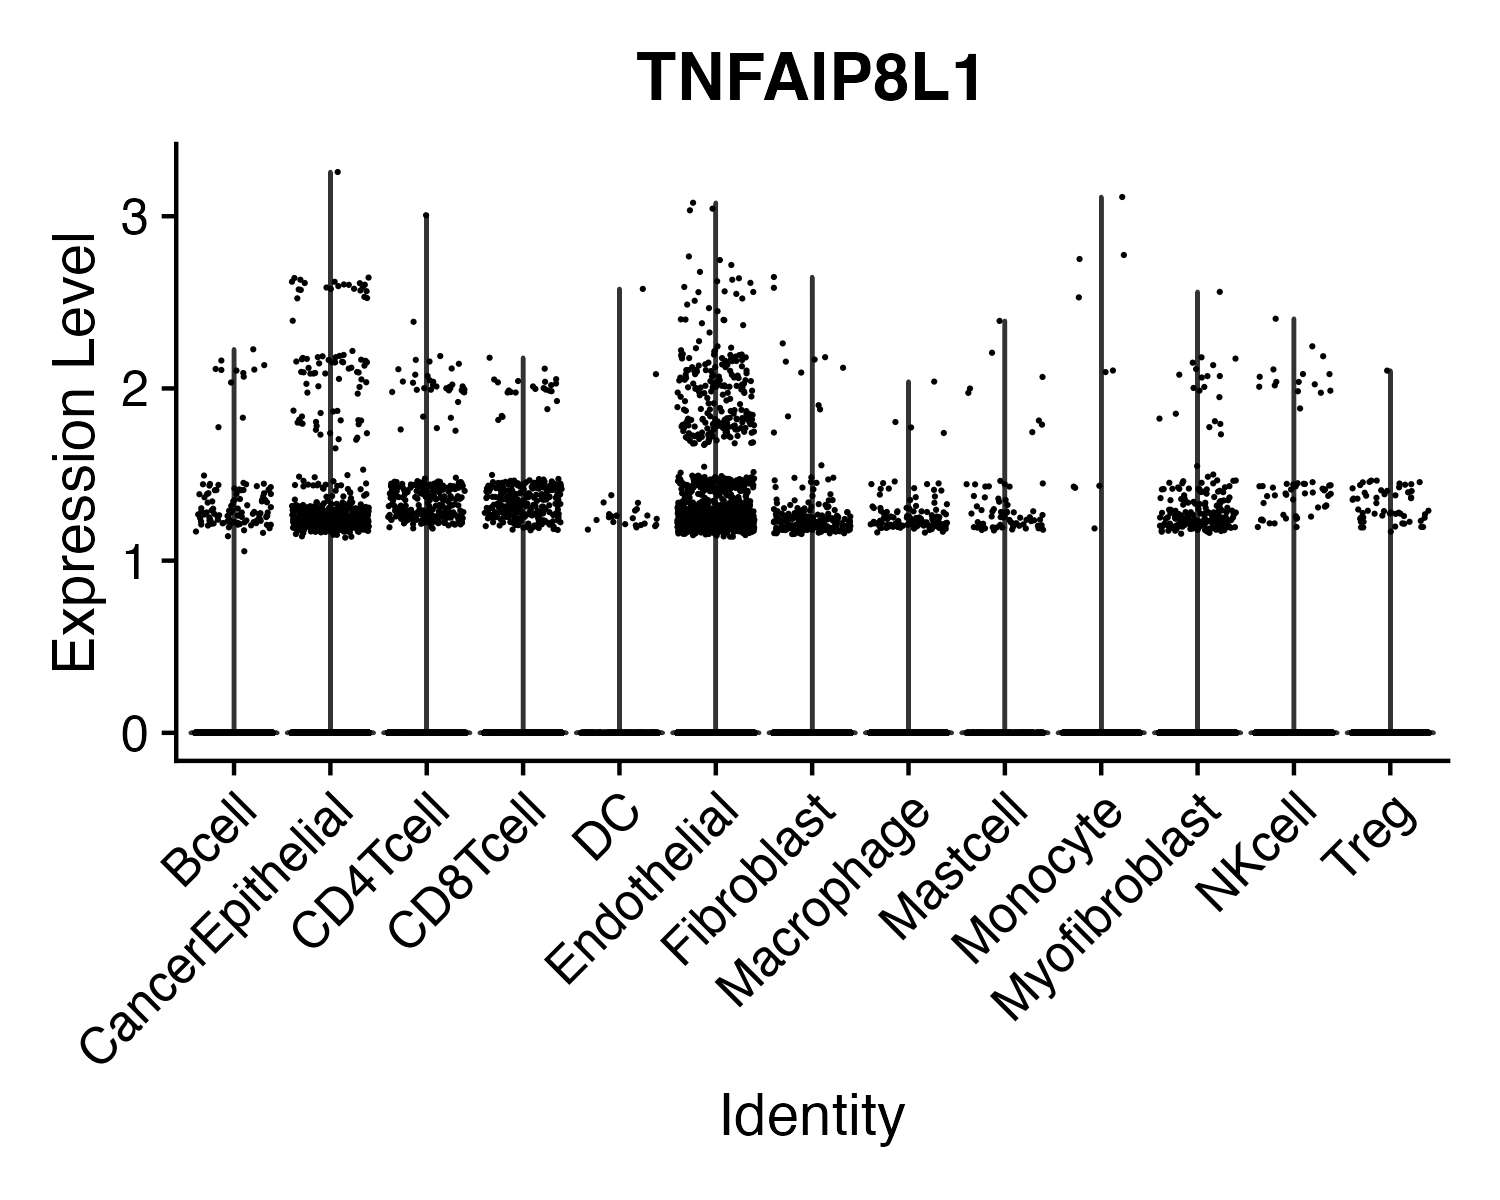 TNFAIP8L1
Expression Level
3
2
1
0
Bcell
CancerEpithelial
CD4Tcell
CD8Tcell
DC
Endothelial
Fibroblast
Macrophage
Mastcell
Monocyte
Myofibroblast
NKcell
Treg
Identity